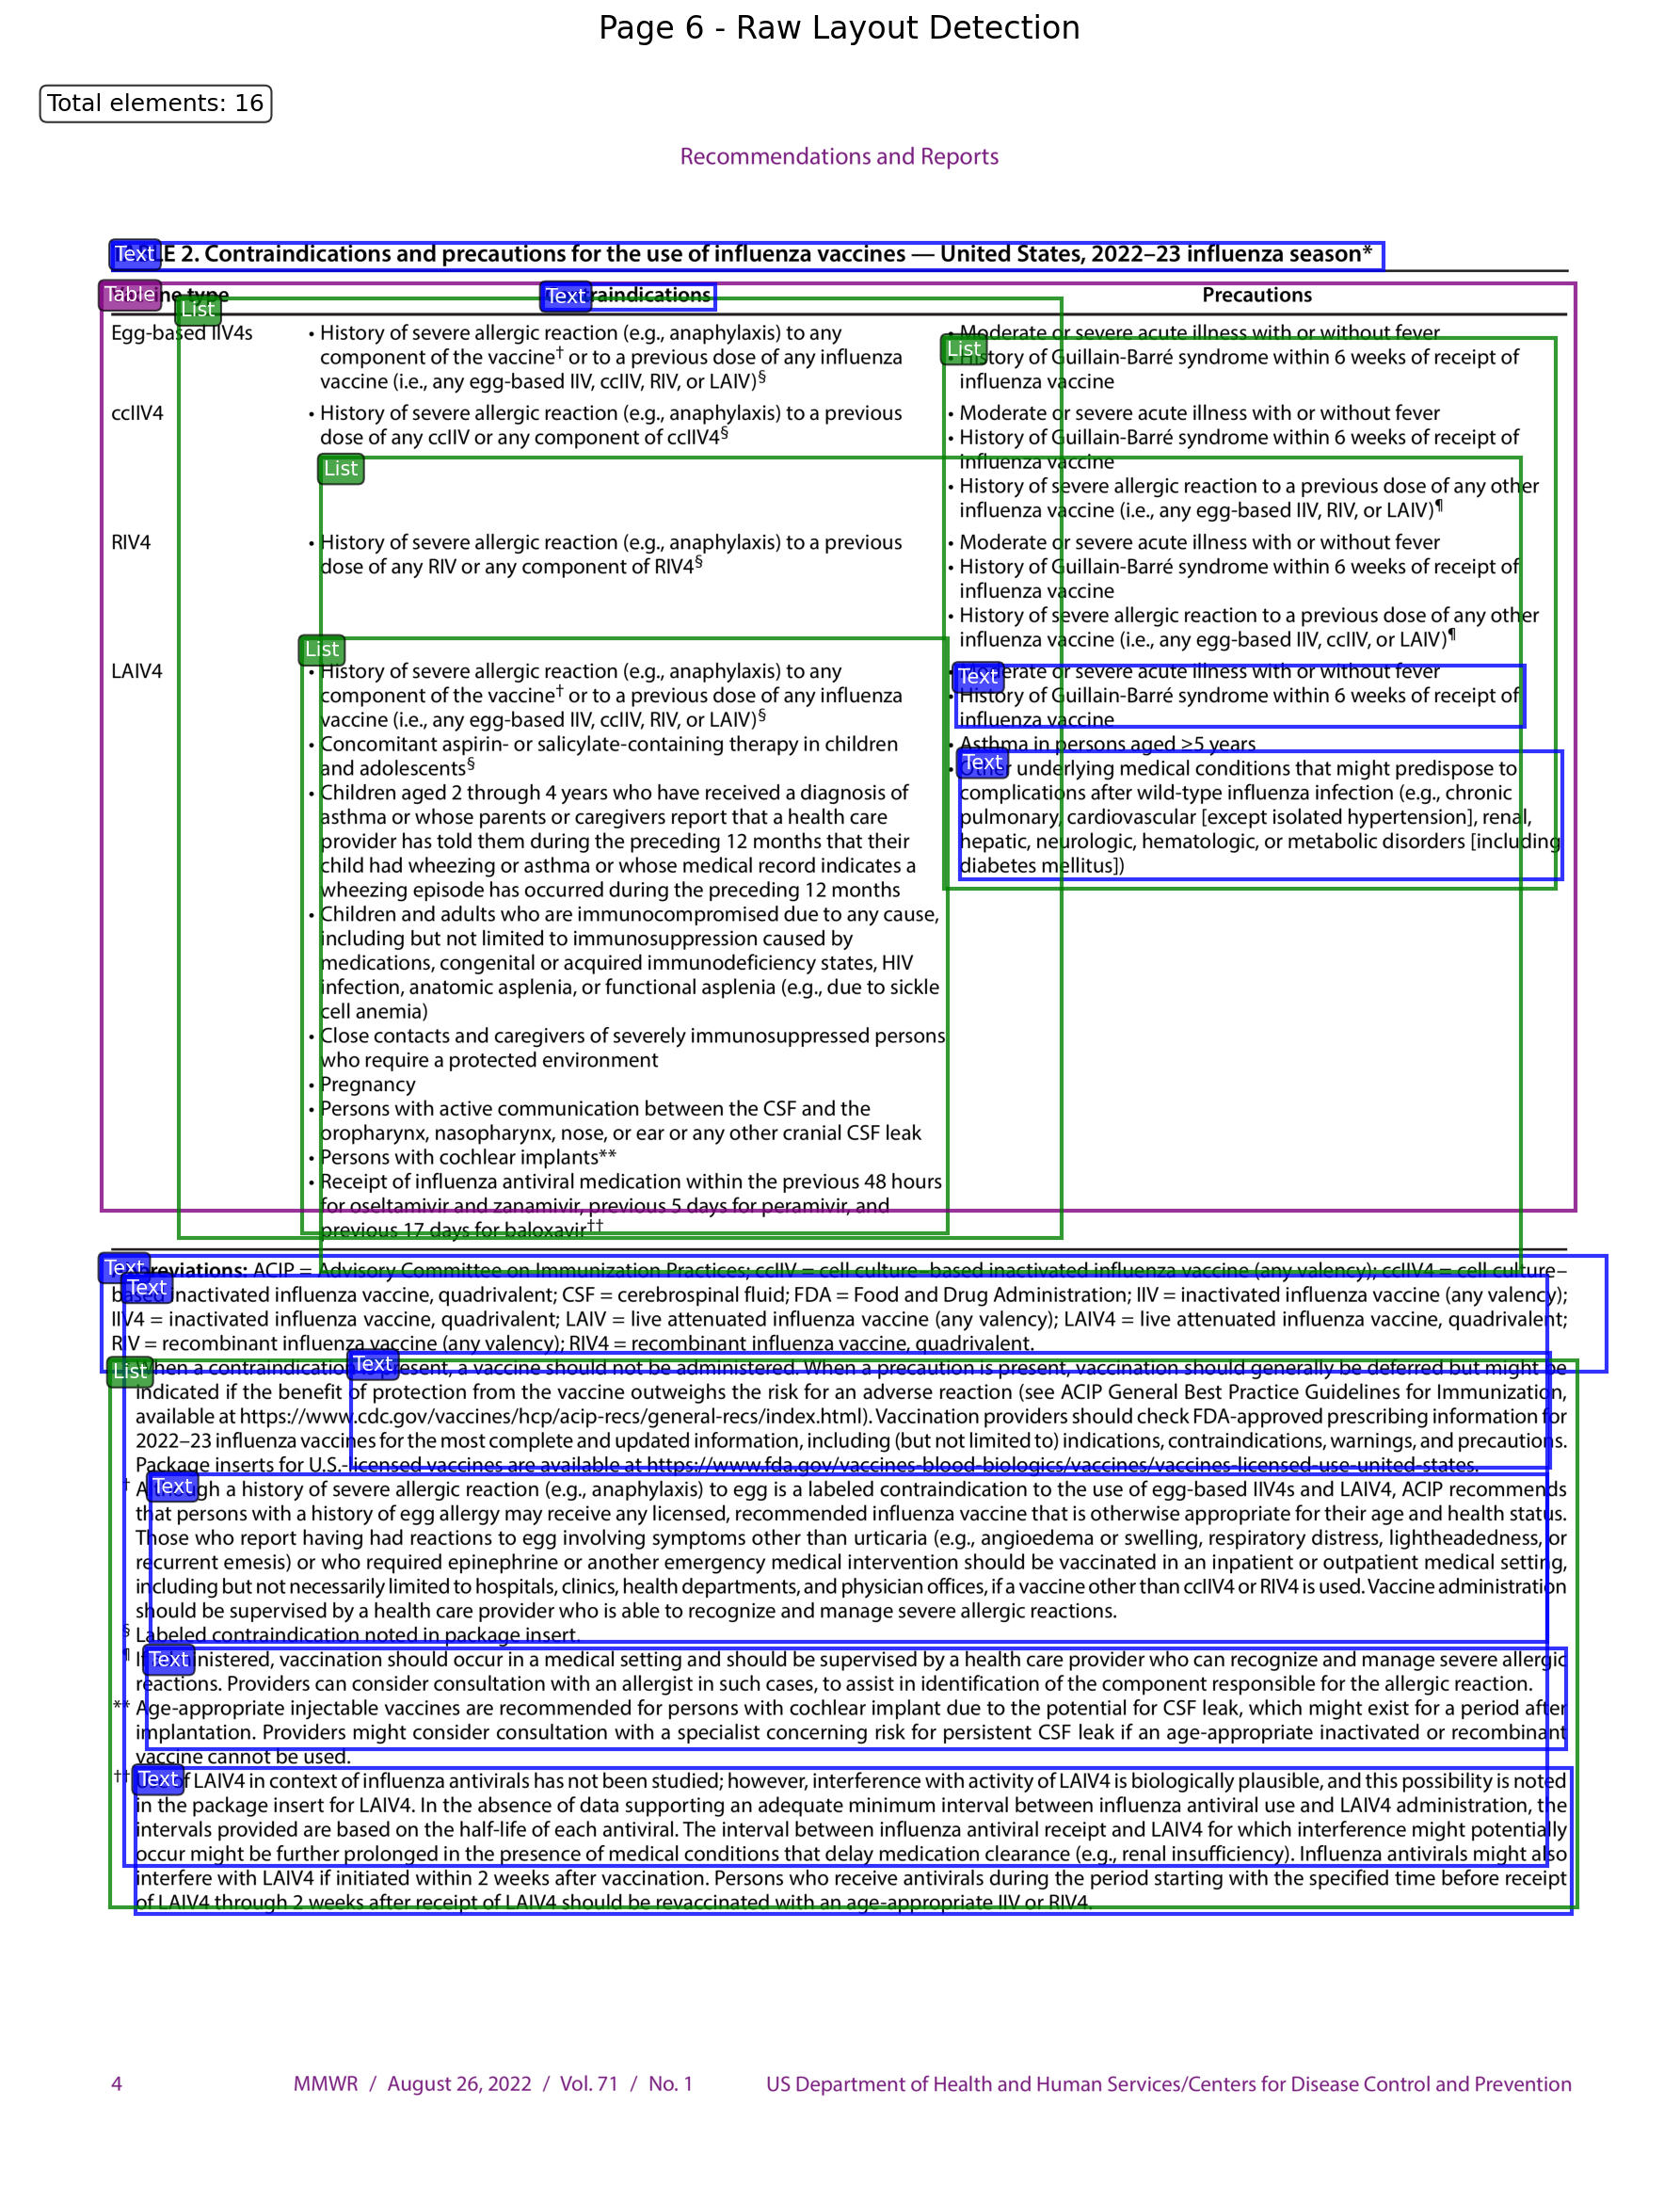 Page 6 - Raw Layout Detection
Total elements: 16
Recommendations and Reports
Text
LE 2. Contraindications and precautions for the use of influenza vaccines — United States, 2022–23 influenza season*
Table
ine type
Text
raindications
Precautions
List
Egg-based IIV4s
• History of severe allergic reaction (e.g., anaphylaxis) to any
component of the vaccine† or to a previous dose of any influenza
vaccine (i.e., any egg-based IIV, ccIIV, RIV, or LAIV)§
• Moderate or severe acute illness with or without fever
List
History of Guillain-Barré syndrome within 6 weeks of receipt of
influenza vaccine
ccIIV4
• History of severe allergic reaction (e.g., anaphylaxis) to a previous
dose of any ccIIV or any component of ccIIV4§
• Moderate or severe acute illness with or without fever
• History of Guillain-Barré syndrome within 6 weeks of receipt of
influenza vaccine
• History of severe allergic reaction to a previous dose of any other
influenza vaccine (i.e., any egg-based IIV, RIV, or LAIV)¶
List
RIV4
• History of severe allergic reaction (e.g., anaphylaxis) to a previous
dose of any RIV or any component of RIV4§
• Moderate or severe acute illness with or without fever
• History of Guillain-Barré syndrome within 6 weeks of receipt of
influenza vaccine
• History of severe allergic reaction to a previous dose of any other
influenza vaccine (i.e., any egg-based IIV, ccIIV, or LAIV)¶
List
LAIV4
• History of severe allergic reaction (e.g., anaphylaxis) to any
component of the vaccine† or to a previous dose of any influenza
vaccine (i.e., any egg-based IIV, ccIIV, RIV, or LAIV)§
• Concomitant aspirin- or salicylate-containing therapy in children
and adolescents§
• Children aged 2 through 4 years who have received a diagnosis of
asthma or whose parents or caregivers report that a health care
provider has told them during the preceding 12 months that their
child had wheezing or asthma or whose medical record indicates a
wheezing episode has occurred during the preceding 12 months
• Children and adults who are immunocompromised due to any cause,
including but not limited to immunosuppression caused by
medications, congenital or acquired immunodeficiency states, HIV
infection, anatomic asplenia, or functional asplenia (e.g., due to sickle
cell anemia)
• Close contacts and caregivers of severely immunosuppressed persons
who require a protected environment
• Pregnancy
• Persons with active communication between the CSF and the
oropharynx, nasopharynx, nose, or ear or any other cranial CSF leak
• Persons with cochlear implants**
• Receipt of influenza antiviral medication within the previous 48 hours
for oseltamivir and zanamivir, previous 5 days for peramivir, and
previous 17 days for baloxavir††
• Moderate or severe acute illness with or without fever
Text
• History of Guillain-Barré syndrome within 6 weeks of receipt of
influenza vaccine
• Asthma in persons aged ≥5 years
Text
• Other underlying medical conditions that might predispose to
complications after wild-type influenza infection (e.g., chronic
pulmonary, cardiovascular [except isolated hypertension], renal,
hepatic, neurologic, hematologic, or metabolic disorders [including
diabetes mellitus])
Text
Abbreviations: ACIP = Advisory Committee on Immunization Practices; ccIIV = cell culture–based inactivated influenza vaccine (any valency); ccIIV4 = cell culture–
Text
based inactivated influenza vaccine, quadrivalent; CSF = cerebrospinal fluid; FDA = Food and Drug Administration; IIV = inactivated influenza vaccine (any valency);
IIV4 = inactivated influenza vaccine, quadrivalent; LAIV = live attenuated influenza vaccine (any valency); LAIV4 = live attenuated influenza vaccine, quadrivalent;
RIV = recombinant influenza vaccine (any valency); RIV4 = recombinant influenza vaccine, quadrivalent.
List
Text
When a contraindication is present, a vaccine should not be administered. When a precaution is present, vaccination should generally be deferred but might be
indicated if the benefit of protection from the vaccine outweighs the risk for an adverse reaction (see ACIP General Best Practice Guidelines for Immunization,
available at https://www.cdc.gov/vaccines/hcp/acip-recs/general-recs/index.html). Vaccination providers should check FDA-approved prescribing information for
2022–23 influenza vaccines for the most complete and updated information, including (but not limited to) indications, contraindications, warnings, and precautions.
Package inserts for U.S.-licensed vaccines are available at https://www.fda.gov/vaccines-blood-biologics/vaccines/vaccines-licensed-use-united-states.
Text
† Although a history of severe allergic reaction (e.g., anaphylaxis) to egg is a labeled contraindication to the use of egg-based IIV4s and LAIV4, ACIP recommends
that persons with a history of egg allergy may receive any licensed, recommended influenza vaccine that is otherwise appropriate for their age and health status.
Those who report having had reactions to egg involving symptoms other than urticaria (e.g., angioedema or swelling, respiratory distress, lightheadedness, or
recurrent emesis) or who required epinephrine or another emergency medical intervention should be vaccinated in an inpatient or outpatient medical setting,
including but not necessarily limited to hospitals, clinics, health departments, and physician offices, if a vaccine other than ccIIV4 or RIV4 is used. Vaccine administration
should be supervised by a health care provider who is able to recognize and manage severe allergic reactions.
§ Labeled contraindication noted in package insert.
Text
¶ If administered, vaccination should occur in a medical setting and should be supervised by a health care provider who can recognize and manage severe allergic
reactions. Providers can consider consultation with an allergist in such cases, to assist in identification of the component responsible for the allergic reaction.
** Age-appropriate injectable vaccines are recommended for persons with cochlear implant due to the potential for CSF leak, which might exist for a period after
implantation. Providers might consider consultation with a specialist concerning risk for persistent CSF leak if an age-appropriate inactivated or recombinant
vaccine cannot be used.
Text
†† Use of LAIV4 in context of influenza antivirals has not been studied; however, interference with activity of LAIV4 is biologically plausible, and this possibility is noted
in the package insert for LAIV4. In the absence of data supporting an adequate minimum interval between influenza antiviral use and LAIV4 administration, the
intervals provided are based on the half-life of each antiviral. The interval between influenza antiviral receipt and LAIV4 for which interference might potentially
occur might be further prolonged in the presence of medical conditions that delay medication clearance (e.g., renal insufficiency). Influenza antivirals might also
interfere with LAIV4 if initiated within 2 weeks after vaccination. Persons who receive antivirals during the period starting with the specified time before receipt
of LAIV4 through 2 weeks after receipt of LAIV4 should be revaccinated with an age-appropriate IIV or RIV4.
4
MMWR / August 26, 2022 / Vol. 71 / No. 1
US Department of Health and Human Services/Centers for Disease Control and Prevention